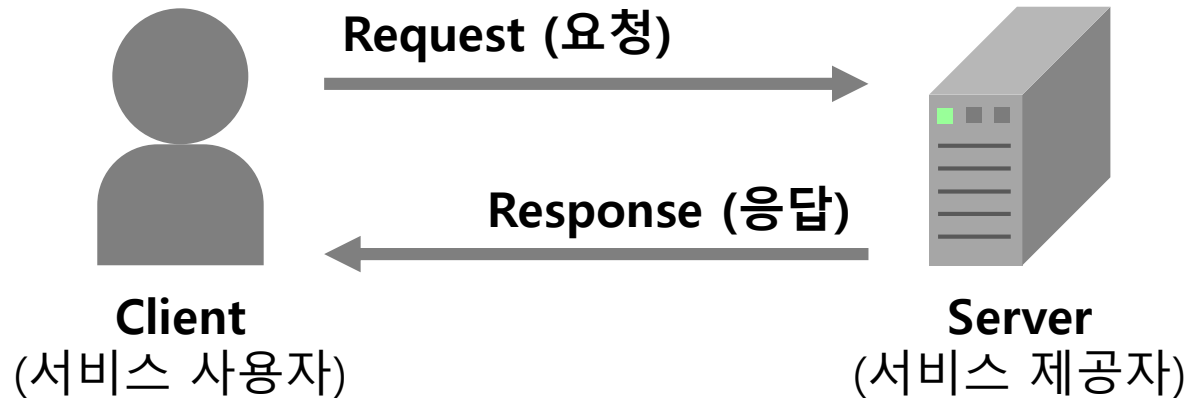 Request (요청)
Response (응답)
Client
(서비스 사용자)
Server
(서비스 제공자)